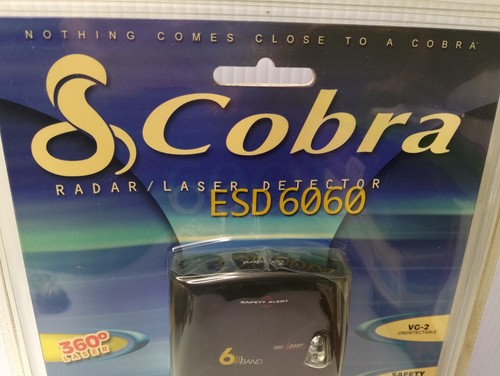 NOTHING COMES CLOSE TO A COBRA
Cobra
RADAR/LASER DETECTOR
ESD 6060
SAFETY ALERT
360°
LASER
6 BAND
VG-2
UNDETECTABLE
SAFETY